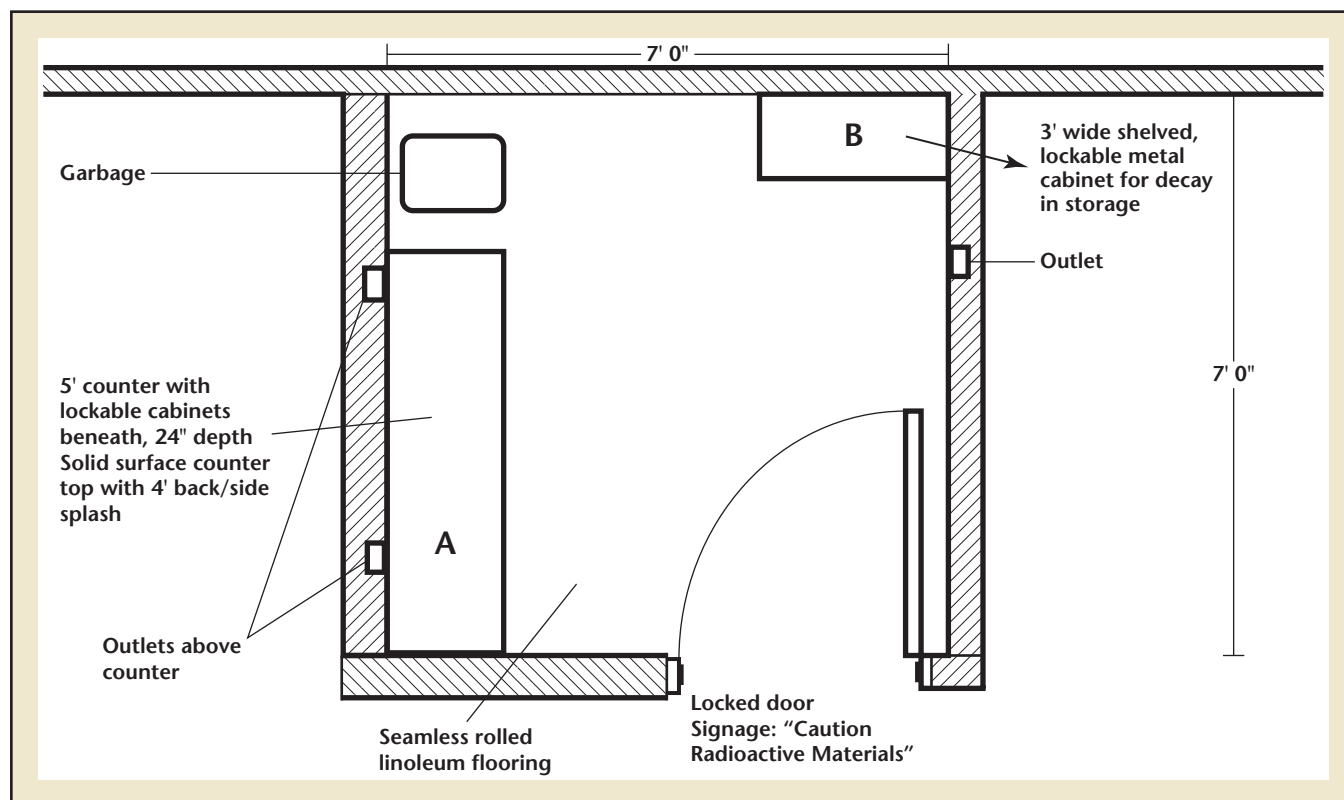 7' 0"
Garbage
B
3' wide shelved,
lockable metal
cabinet for decay
in storage
Outlet
7' 0"
5' counter with
lockable cabinets
beneath, 24" depth
Solid surface counter
top with 4' back/side
splash
A
Outlets above
counter
Locked door
Signage: “Caution
Radioactive Materials”
Seamless rolled
linoleum flooring